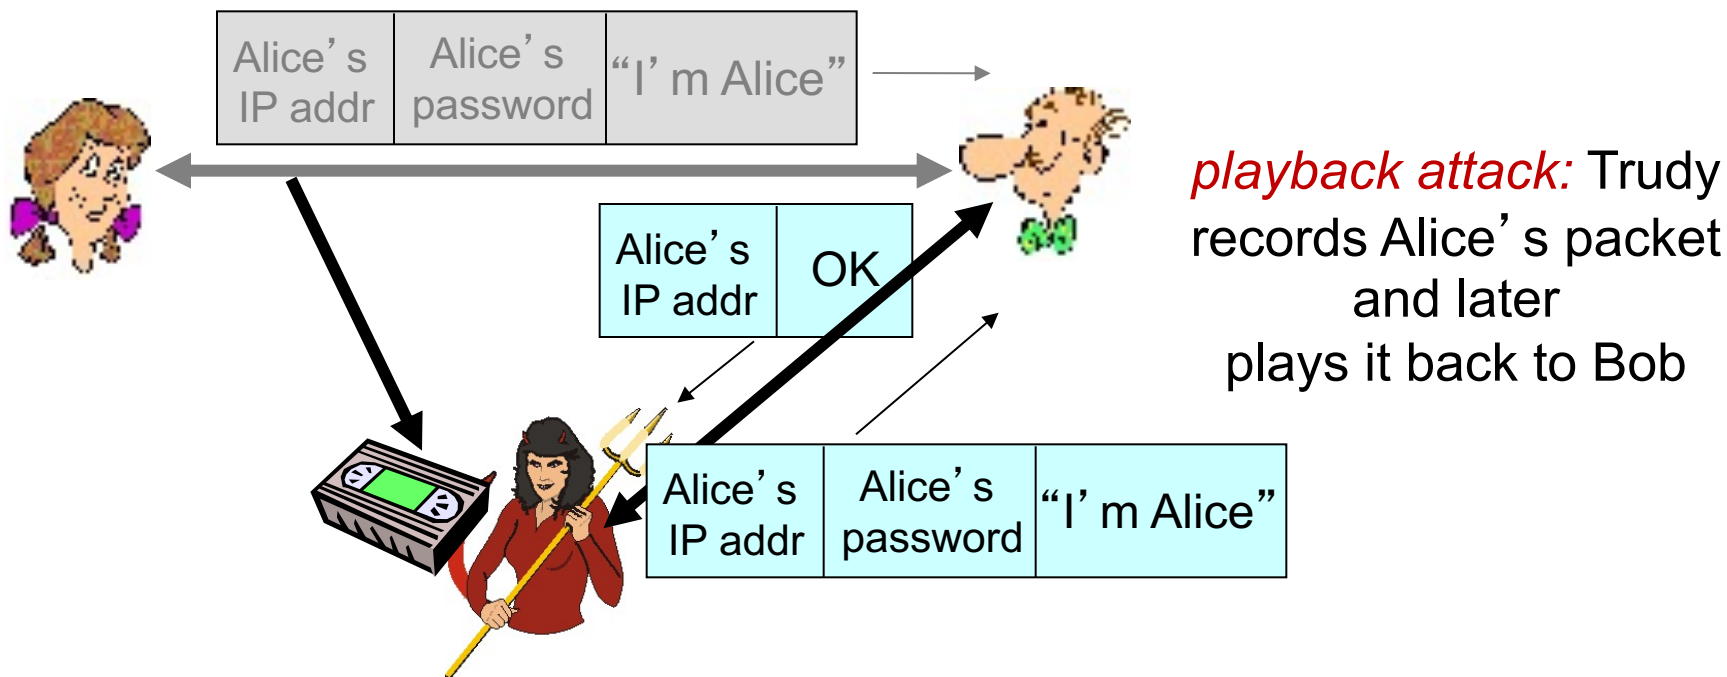 Alice’s
IP addr
Alice’s
password
“I’m Alice”
playback attack: Trudy
records Alice’s packet
and later
plays it back to Bob
Alice’s
IP addr
OK
Alice’s
IP addr
Alice’s
password
“I’m Alice”